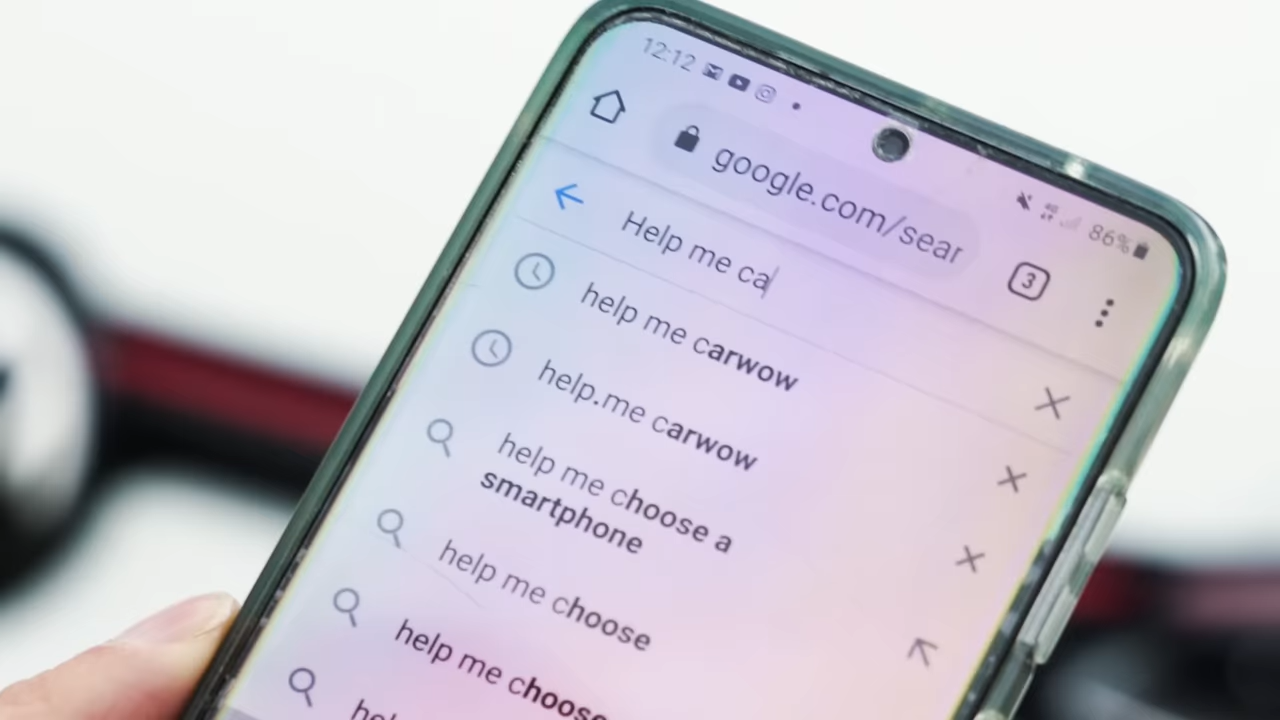 12:12
google.com/sear
3
86%
Help me ca
help me carwow
help.me carwow
help me choose a
smartphone
help me choose
help me choose
hel